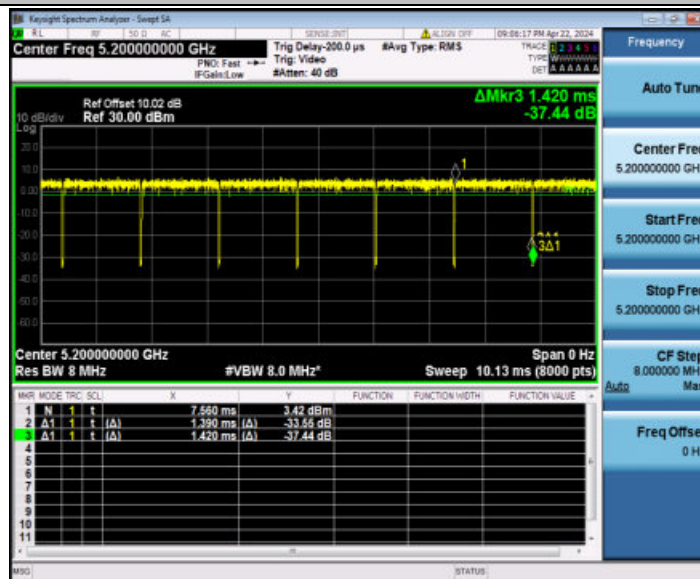 Keysight Spectrum Analyzer - Swept SA
RL RF 50 Ω AC SENSE:INT ALIGN OFF 09:06:17 PM Apr 22, 2024
Center Freq 5.200000000 GHz
PNO: Fast
IFGain:Low
Trig Delay-200.0 µs
Trig: Video
#Atten: 40 dB
#Avg Type: RMS
TRACE 1 2 3 4 5 6
TYPE
DET A A A A A A
ΔMkr3 1.420 ms
-37.44 dB
Ref Offset 10.02 dB
10 dB/div Ref 30.00 dBm
Log
20.0
10.0
0.00
-10.0
-20.0
-30.0
-40.0
-50.0
-60.0
1
3Δ1
Center 5.200000000 GHz Span 0 Hz
Res BW 8 MHz #VBW 8.0 MHz* Sweep 10.13 ms (8000 pts)
MKR MODE TRC SCL X Y FUNCTION FUNCTION WIDTH FUNCTION VALUE
1 N 1 t 7.560 ms 3.42 dBm
2 Δ1 1 t (Δ) 1.390 ms (Δ) -33.55 dB
3 Δ1 1 t (Δ) 1.420 ms (Δ) -37.44 dB
4
5
6
7
8
9
10
11
MSG STATUS
Frequency
Auto Tune
Center Freq
5.200000000 GH
Start Freq
5.200000000 GH
Stop Freq
5.200000000 GH
CF Step
8.000000 MH
Auto Ma
Freq Offse
0 H